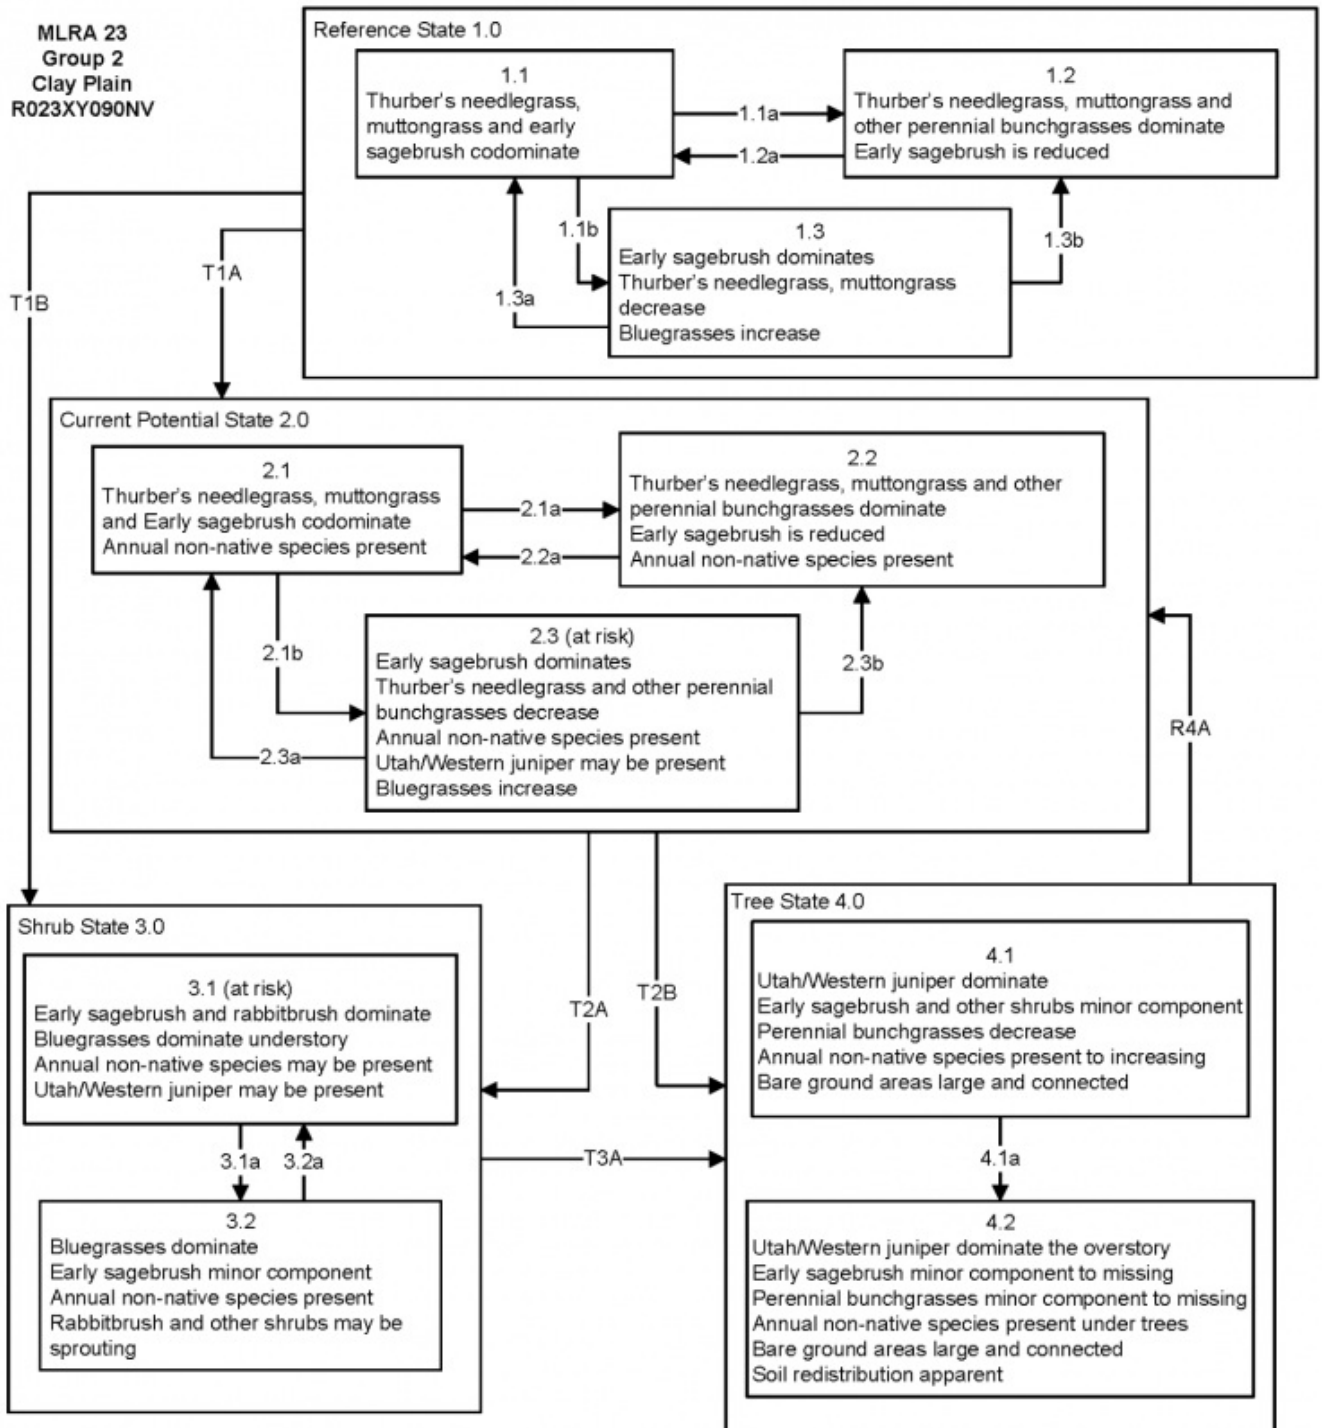 MLRA 23
Group 2
Clay Plain
R023XY090NV
Reference State 1.0
1.1
Thurber's needlegrass,
muttongrass and early
sagebrush codominate
1.1a
1.2a
1.2
Thurber's needlegrass, muttongrass and
other perennial bunchgrasses dominate
Early sagebrush is reduced
1.1b
1.3a
1.3
Early sagebrush dominates
Thurber's needlegrass, muttongrass
decrease
Bluegrasses increase
1.3b
T1B
T1A
Current Potential State 2.0
2.1
Thurber's needlegrass, muttongrass
and Early sagebrush codominate
Annual non-native species present
2.1a
2.2a
2.2
Thurber's needlegrass, muttongrass and other
perennial bunchgrasses dominate
Early sagebrush is reduced
Annual non-native species present
2.1b
2.3a
2.3 (at risk)
Early sagebrush dominates
Thurber's needlegrass and other perennial
bunchgrasses decrease
Annual non-native species present
Utah/Western juniper may be present
Bluegrasses increase
2.3b
R4A
T2A
T2B
Shrub State 3.0
3.1 (at risk)
Early sagebrush and rabbitbrush dominate
Bluegrasses dominate understory
Annual non-native species may be present
Utah/Western juniper may be present
3.1a
3.2a
3.2
Bluegrasses dominate
Early sagebrush minor component
Annual non-native species present
Rabbitbrush and other shrubs may be
sprouting
T3A
Tree State 4.0
4.1
Utah/Western juniper dominate
Early sagebrush and other shrubs minor component
Perennial bunchgrasses decrease
Annual non-native species present to increasing
Bare ground areas large and connected
4.1a
4.2
Utah/Western juniper dominate the overstory
Early sagebrush minor component to missing
Perennial bunchgrasses minor component to missing
Annual non-native species present under trees
Bare ground areas large and connected
Soil redistribution apparent